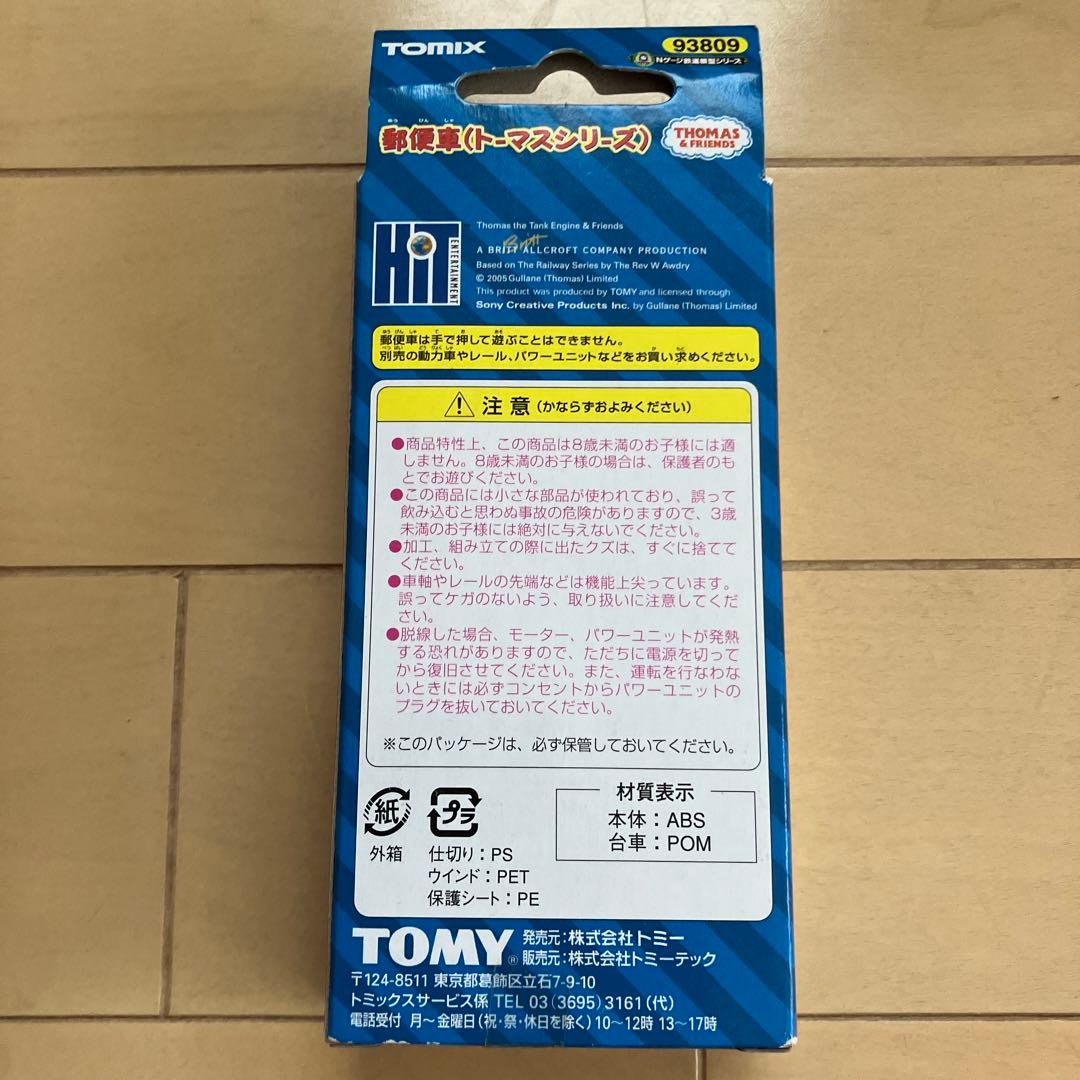 TOMIX
93809
Nゲージ鉄道模型シリーズ
ゆう びん しゃ
郵便車(トーマスシリーズ)
THOMAS
& FRIENDS
HiT
ENTERTAINMENT
Thomas the Tank Engine & Friends
Britt
A BRITT ALLCROFT COMPANY PRODUCTION
Based on The Railway Series by The Rev W Awdry
© 2005 Gullane (Thomas) Limited
This product was produced by TOMY and licensed through
Sony Creative Products Inc. by Gullane (Thomas) Limited
郵便車は手で押して遊ぶことはできません。
別売の動力車やレール、パワーユニットなどをお買い求めください。
注意(かならずおよみください)
●商品特性上、この商品は8歳未満のお子様には適
しません。8歳未満のお子様の場合は、保護者のも
とでお遊びください。
●この商品には小さな部品が使われており、誤って
飲み込むと思わぬ事故の危険がありますので、3歳
未満のお子様には絶対に与えないでください。
●加工、組み立ての際に出たクズは、すぐに捨てて
ください。
●車軸やレールの先端などは機能上尖っています。
誤ってケガのないよう、取り扱いに注意してくだ
さい。
●脱線した場合、モーター、パワーユニットが発熱
する恐れがありますので、ただちに電源を切って
から復旧させてください。また、運転を行なわな
いときには必ずコンセントからパワーユニットの
プラグを抜いておいてください。
※このパッケージは、必ず保管しておいてください。
紙
外箱
プラ
仕切り:PS
ウインド:PET
保護シート:PE
材質表示
本体:ABS
台車:POM
TOMY®
発売元:株式会社トミー
販売元:株式会社トミーテック
〒124-8511 東京都葛飾区立石7-9-10
トミックスサービス係 TEL 03(3695)3161(代)
電話受付 月~金曜日(祝・祭・休日を除く)10~12時 13~17時